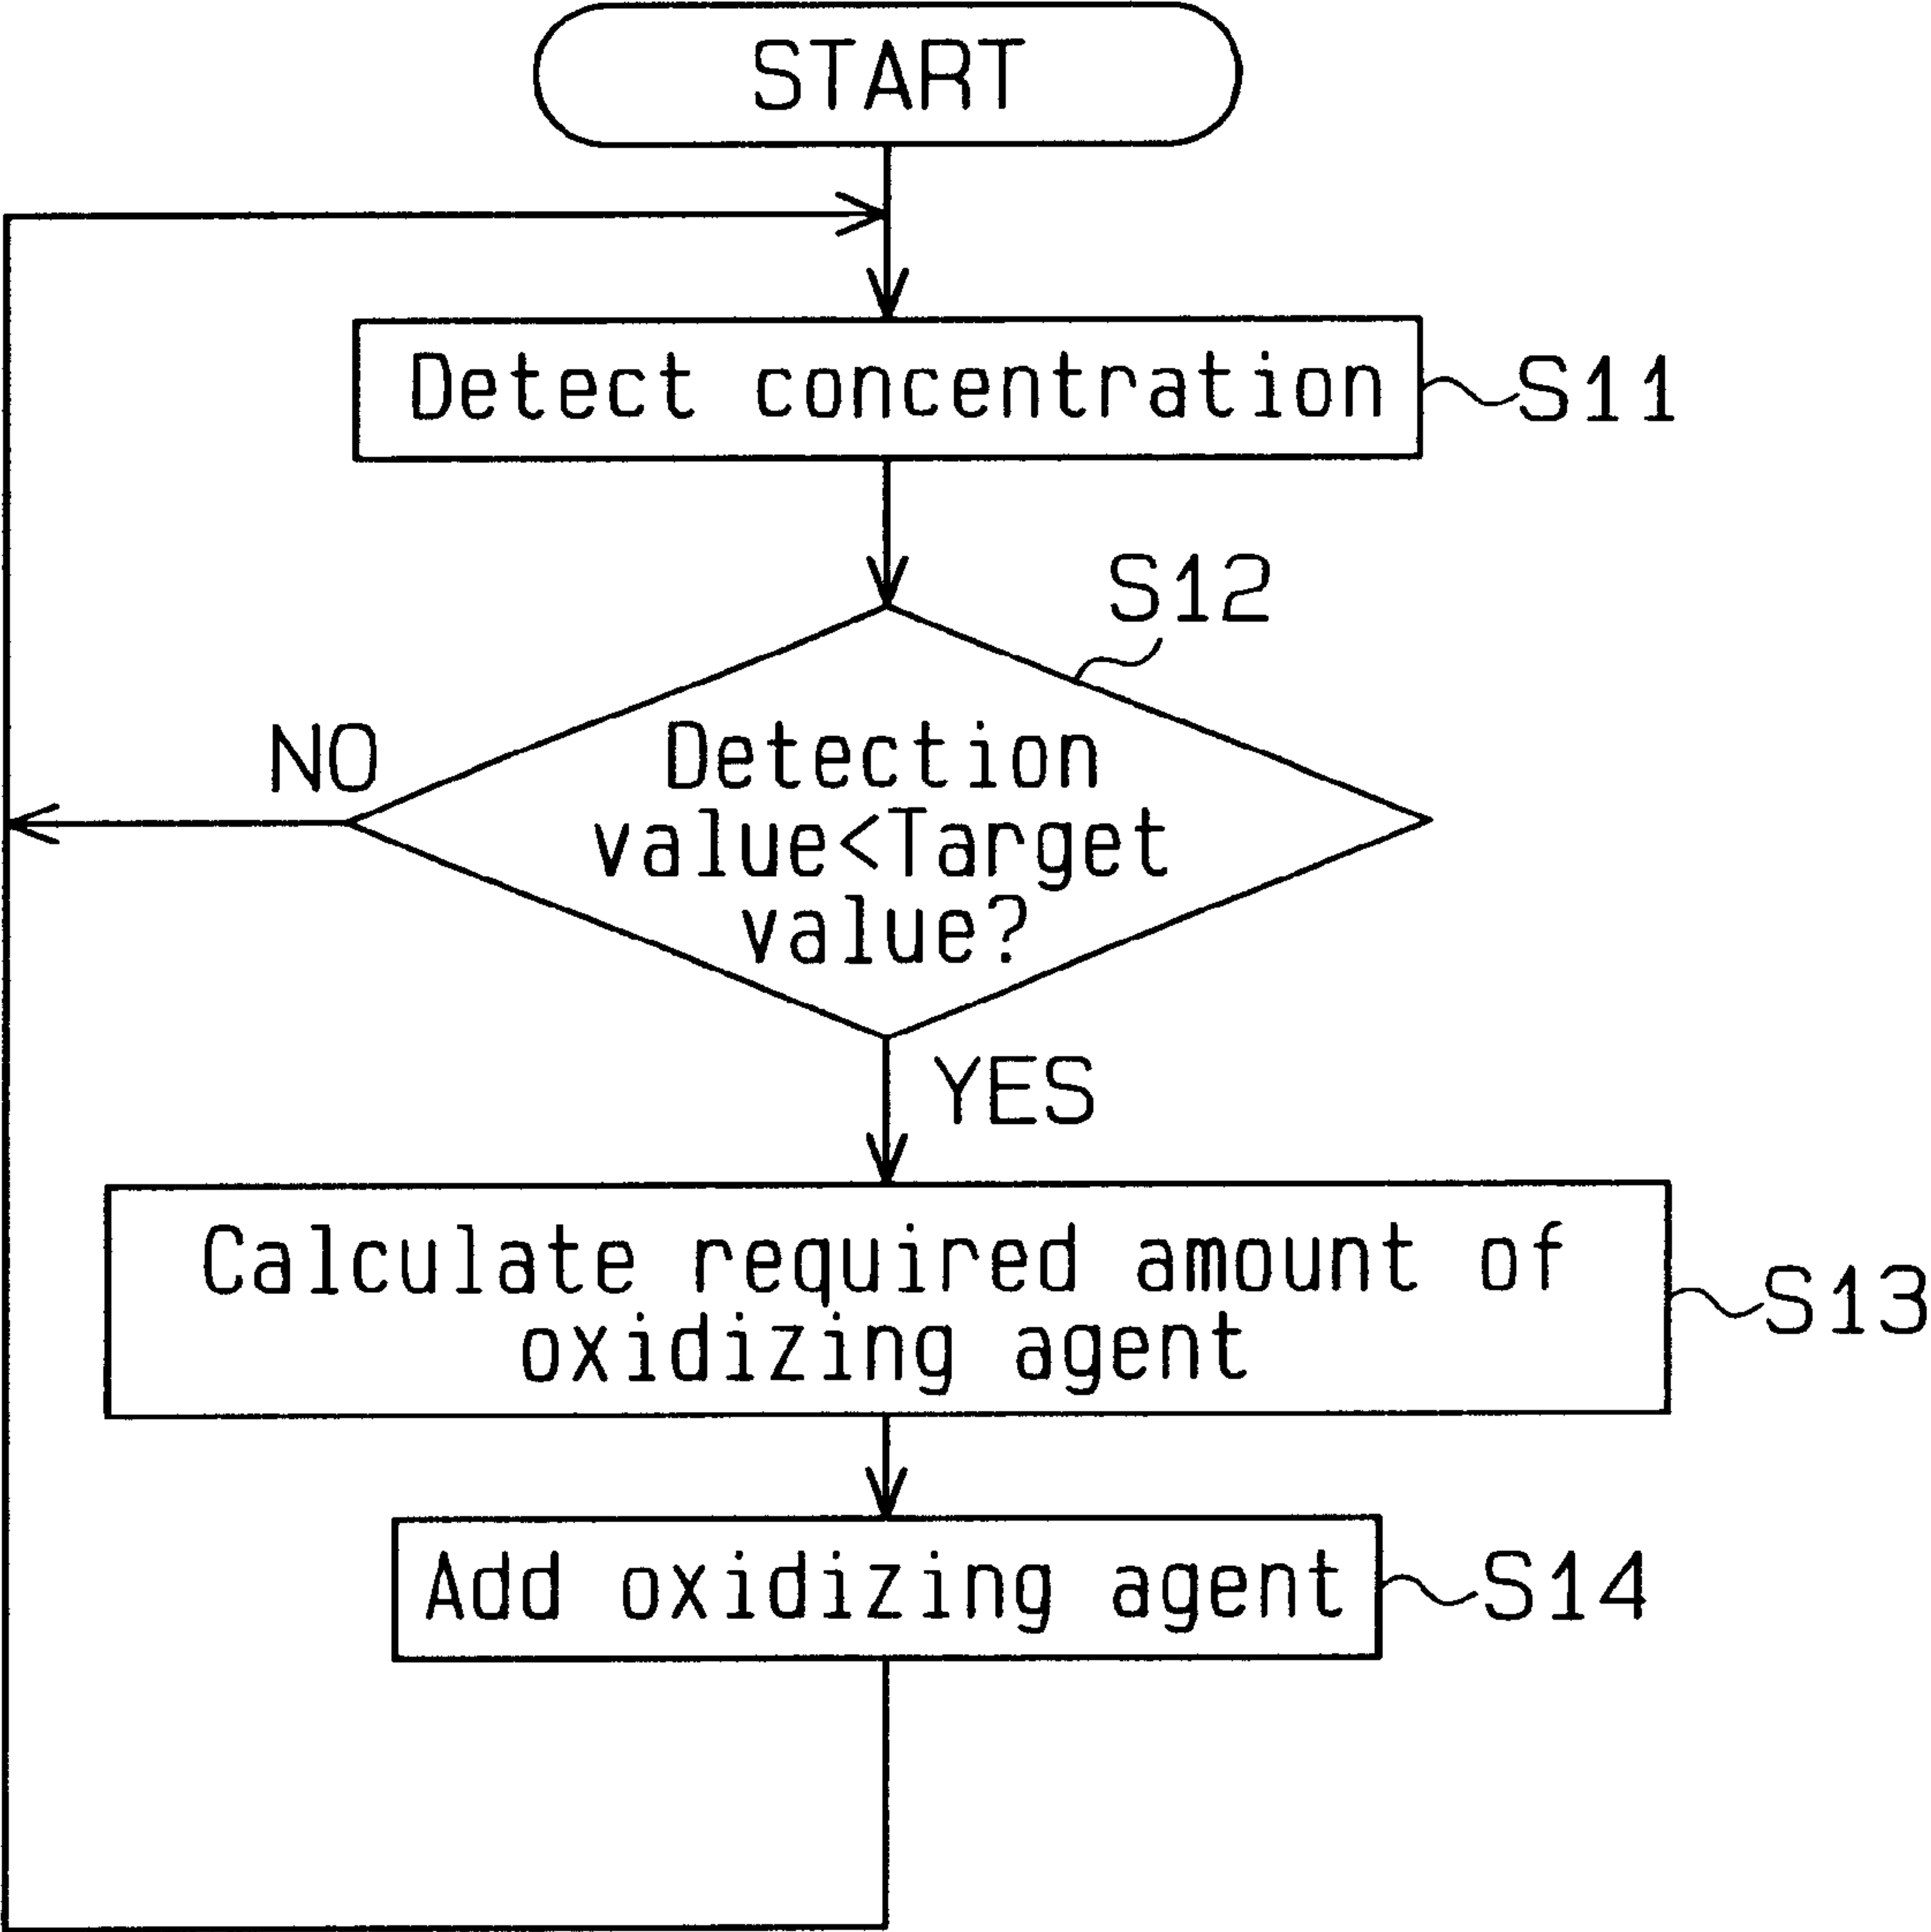 START
Detect concentration
S11
S12
NO
Detection
value<Target
value?
YES
Calculate required amount of
oxidizing agent
S13
Add oxidizing agent
S14